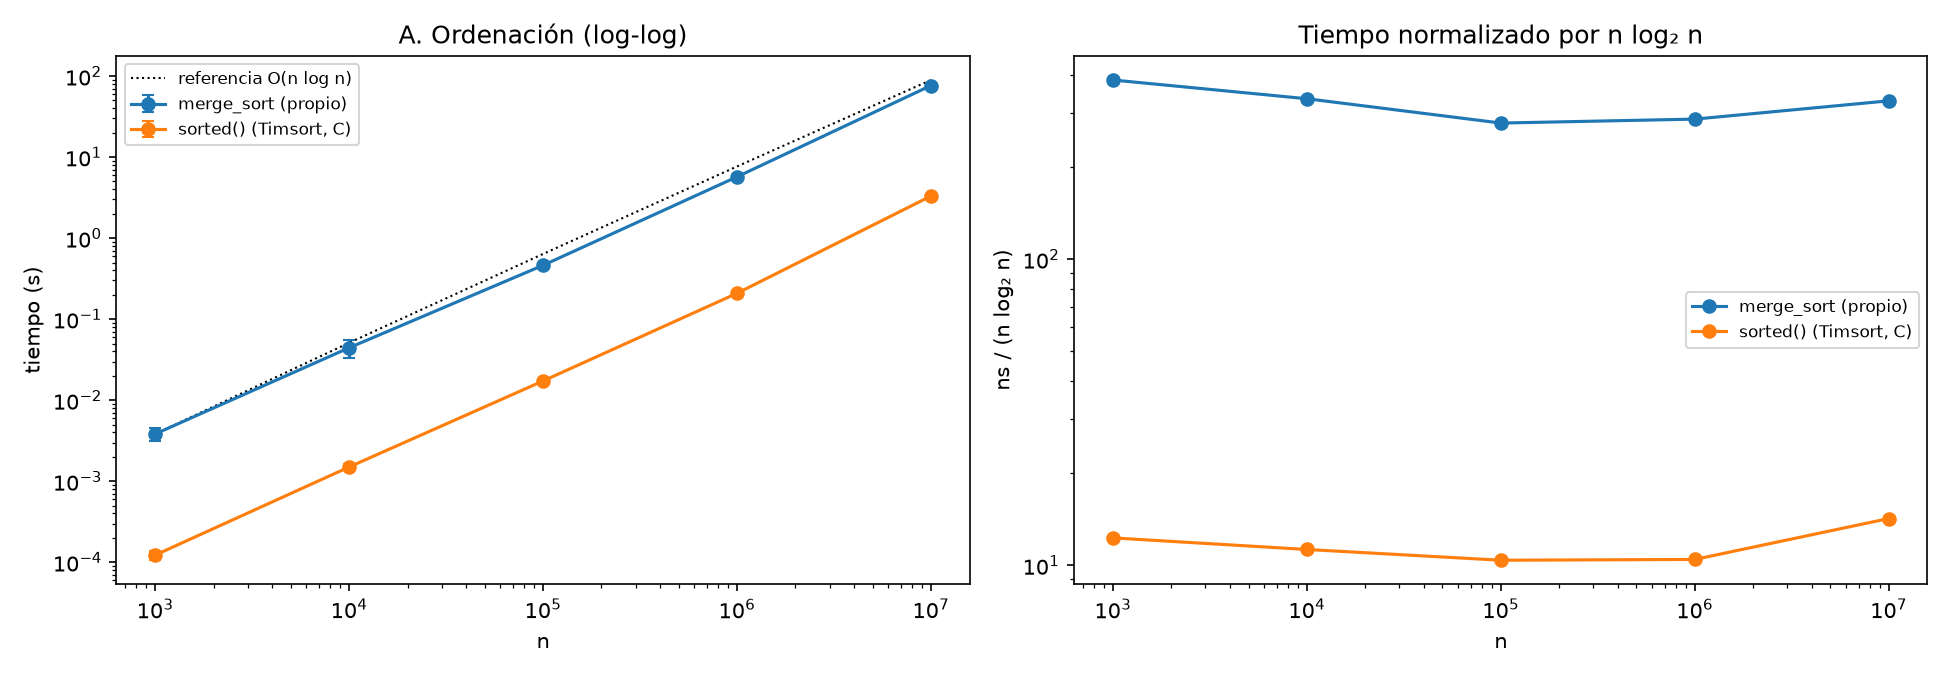 A. Ordenación (log-log)
referencia O(n log n)
merge_sort (propio)
sorted() (Timsort, C)
tiempo (s)
10²
10¹
10⁰
10⁻¹
10⁻²
10⁻³
10⁻⁴
10³ 10⁴ 10⁵ 10⁶ 10⁷
n
Tiempo normalizado por n log₂ n
ns / (n log₂ n)
10²
10¹
merge_sort (propio)
sorted() (Timsort, C)
10³ 10⁴ 10⁵ 10⁶ 10⁷
n